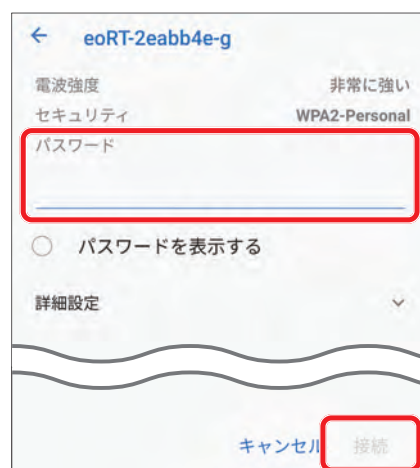 ← eoRT-2eabb4e-g
電波強度 非常に強い
セキュリティ WPA2-Personal
パスワード
パスワードを表示する
詳細設定
キャンセル 接続